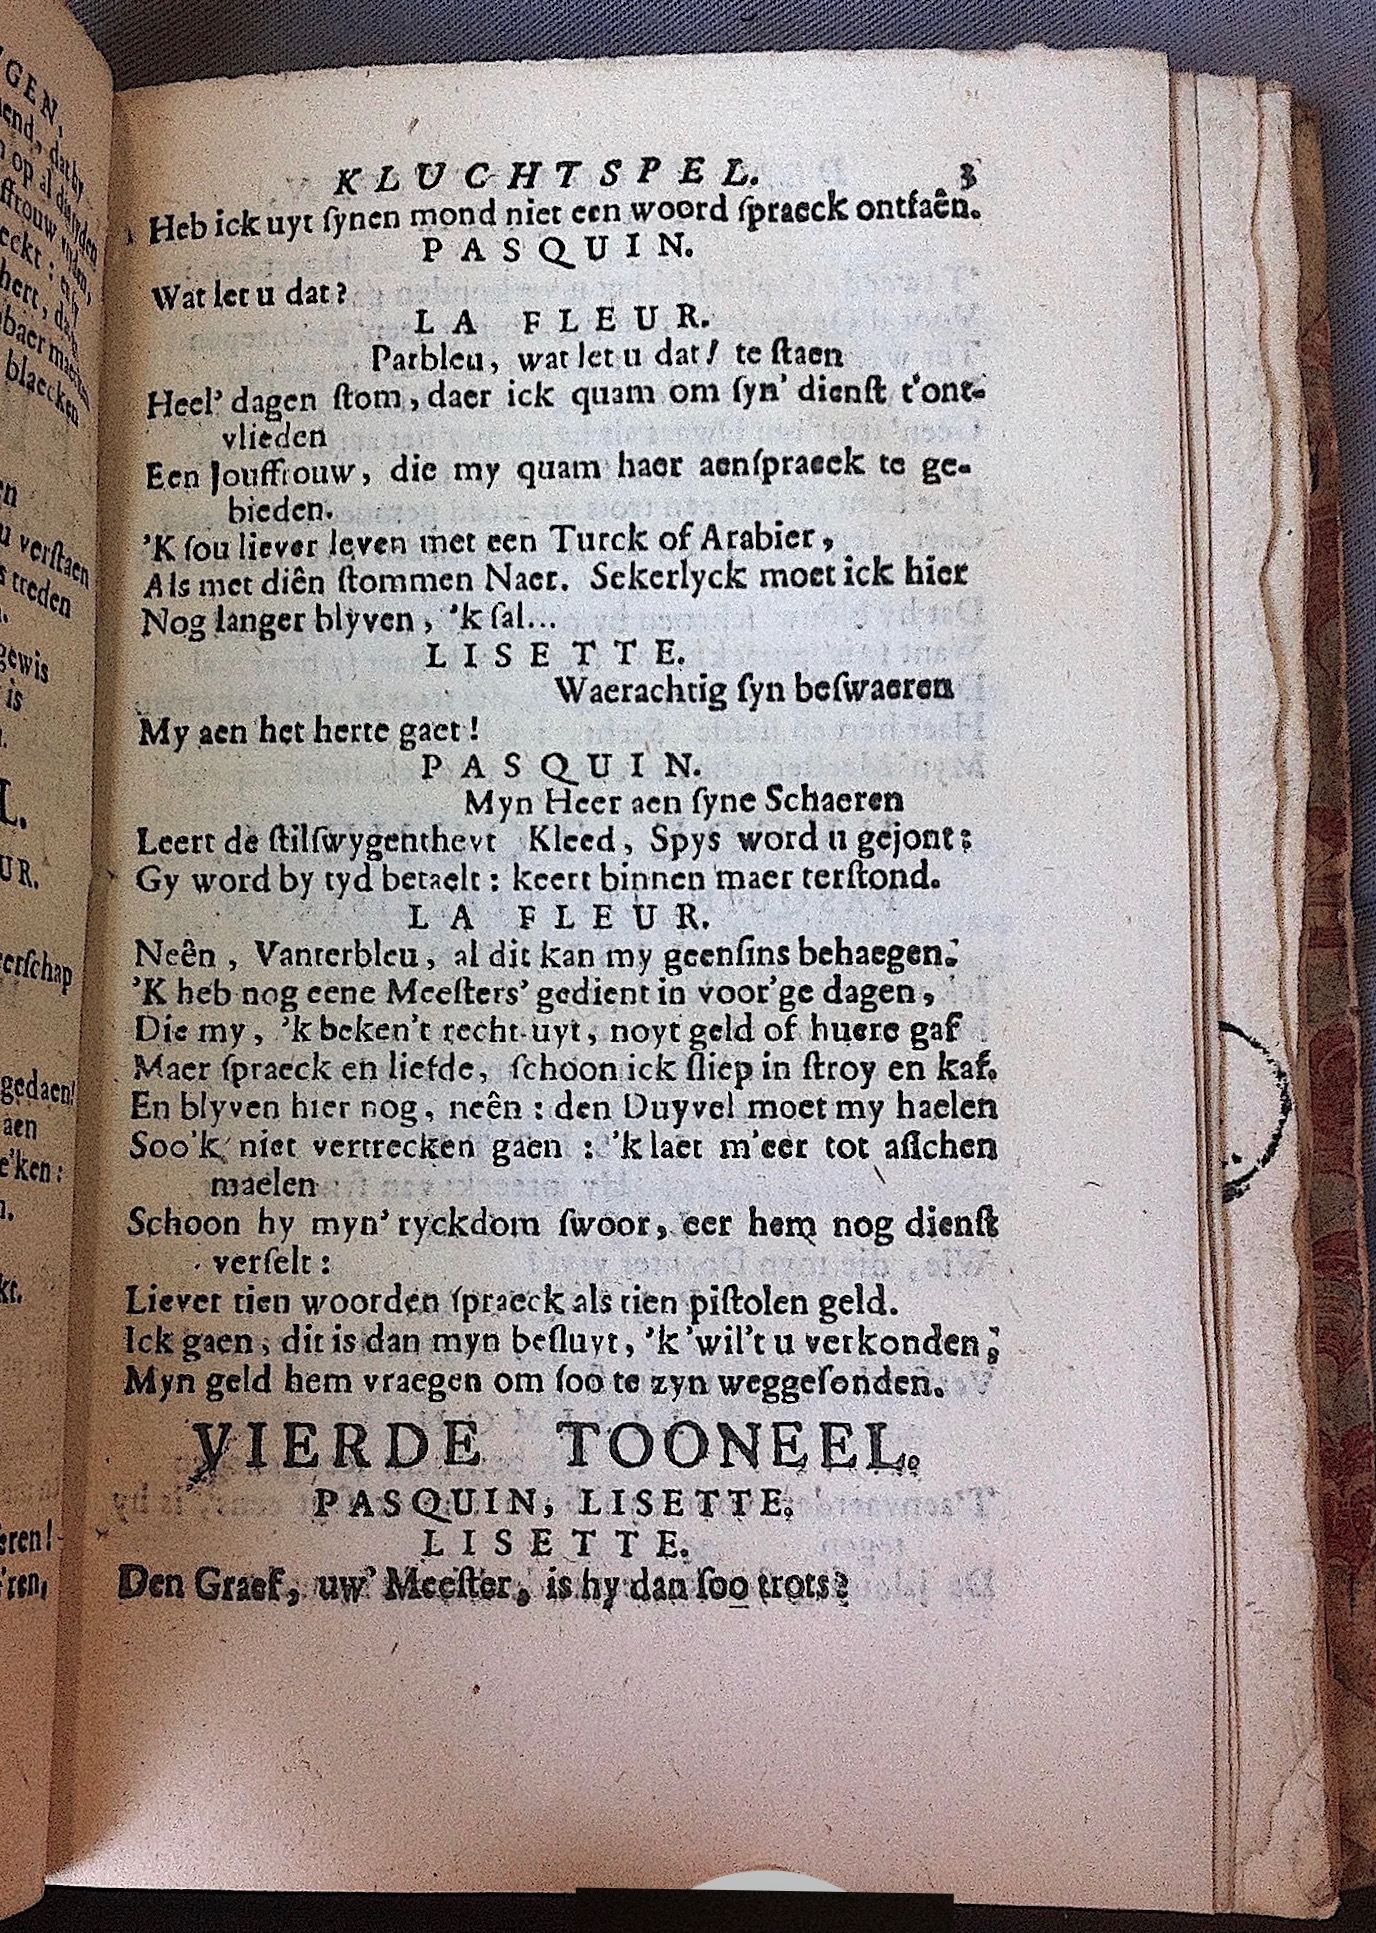 KLUCHTSPEL. 3
Heb ick uyt ſynen mond niet een woord ſpraeck ontfaên.
PASQUIN.
Wat let u dat?
LA FLEUR.
Parbleu, wat let u dat! te ſtaen
Heel' dagen ſtom, daer ick quam om ſyn' dienſt t'ont-
vlieden
Een Jouffrouw, die my quam haer aenſpraeck te ge-
bieden.
'K ſou liever leven met een Turck of Arabier,
Als met diên ſtommen Naer. Sekerlyck moet ick hier
Nog langer blyven, 'k ſal...
LISETTE.
Waerachtig ſyn beſwaeren
My aen het herte gaet!
PASQUIN.
Myn Heer aen ſyne Schaeren
Leert de ſtilſwygentheyt Kleed, Spys word u gejont;
Gy word by tyd betaelt: keert binnen maer terſtond.
LA FLEUR.
Neên, Vanterbleu, al dit kan my geenſins behaegen:
'K heb nog eene Meeſters' gedient in voor'ge dagen,
Die my, 'k beken't recht uyt, noyt geld of huere gaf
Maer ſpraeck en liefde, ſchoon ick ſliep in ſtroy en kaf.
En blyven hier nog, neên: den Duyvel moet my haelen
Soo'k niet vertrecken gaen: 'k laet m'eer tot aſſchen
maelen
Schoon hy myn' ryckdom ſwoor, eer hem nog dienſt
verſelt:
Liever tien woorden ſpraeck als tien piſtolen geld.
Ick gaen, dit is dan myn beſluyt, 'k 'wil't u verkonden;
Myn geld hem vraegen om ſoo te zyn weggeſonden.
VIERDE TOONEEL.
PASQUIN, LISETTE.
LISETTE.
Den Graef, uw' Meeſter, is hy dan ſoo trots?